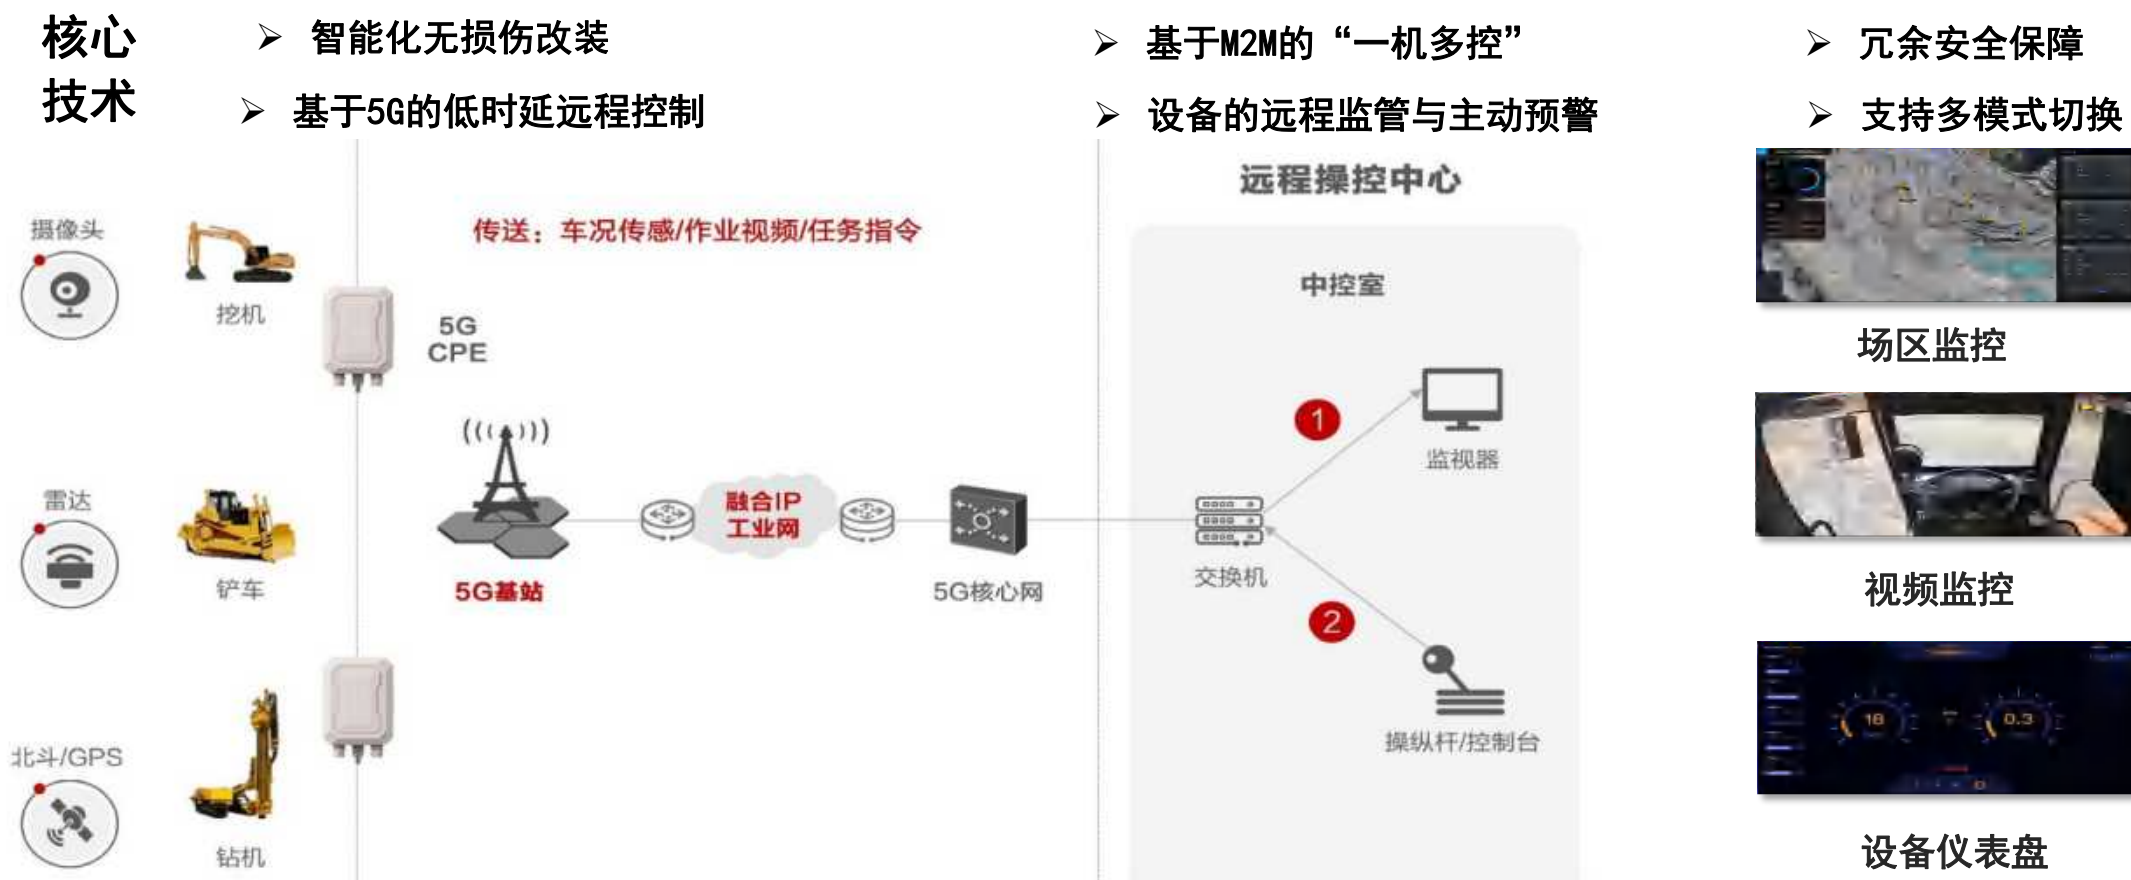 核心
技术
➢ 智能化无损伤改装
➢ 基于5G的低时延远程控制
➢ 基于M2M的“一机多控”
➢ 设备的远程监管与主动预警
➢ 冗余安全保障
➢ 支持多模式切换
摄像头
挖机
雷达
铲车
北斗/GPS
钻机
传送：车况传感/作业视频/任务指令
5G
CPE
5G基站
融合IP
工业网
5G核心网
远程操控中心
中控室
1
监视器
交换机
2
操纵杆/控制台
场区监控
视频监控
18
0.3
设备仪表盘